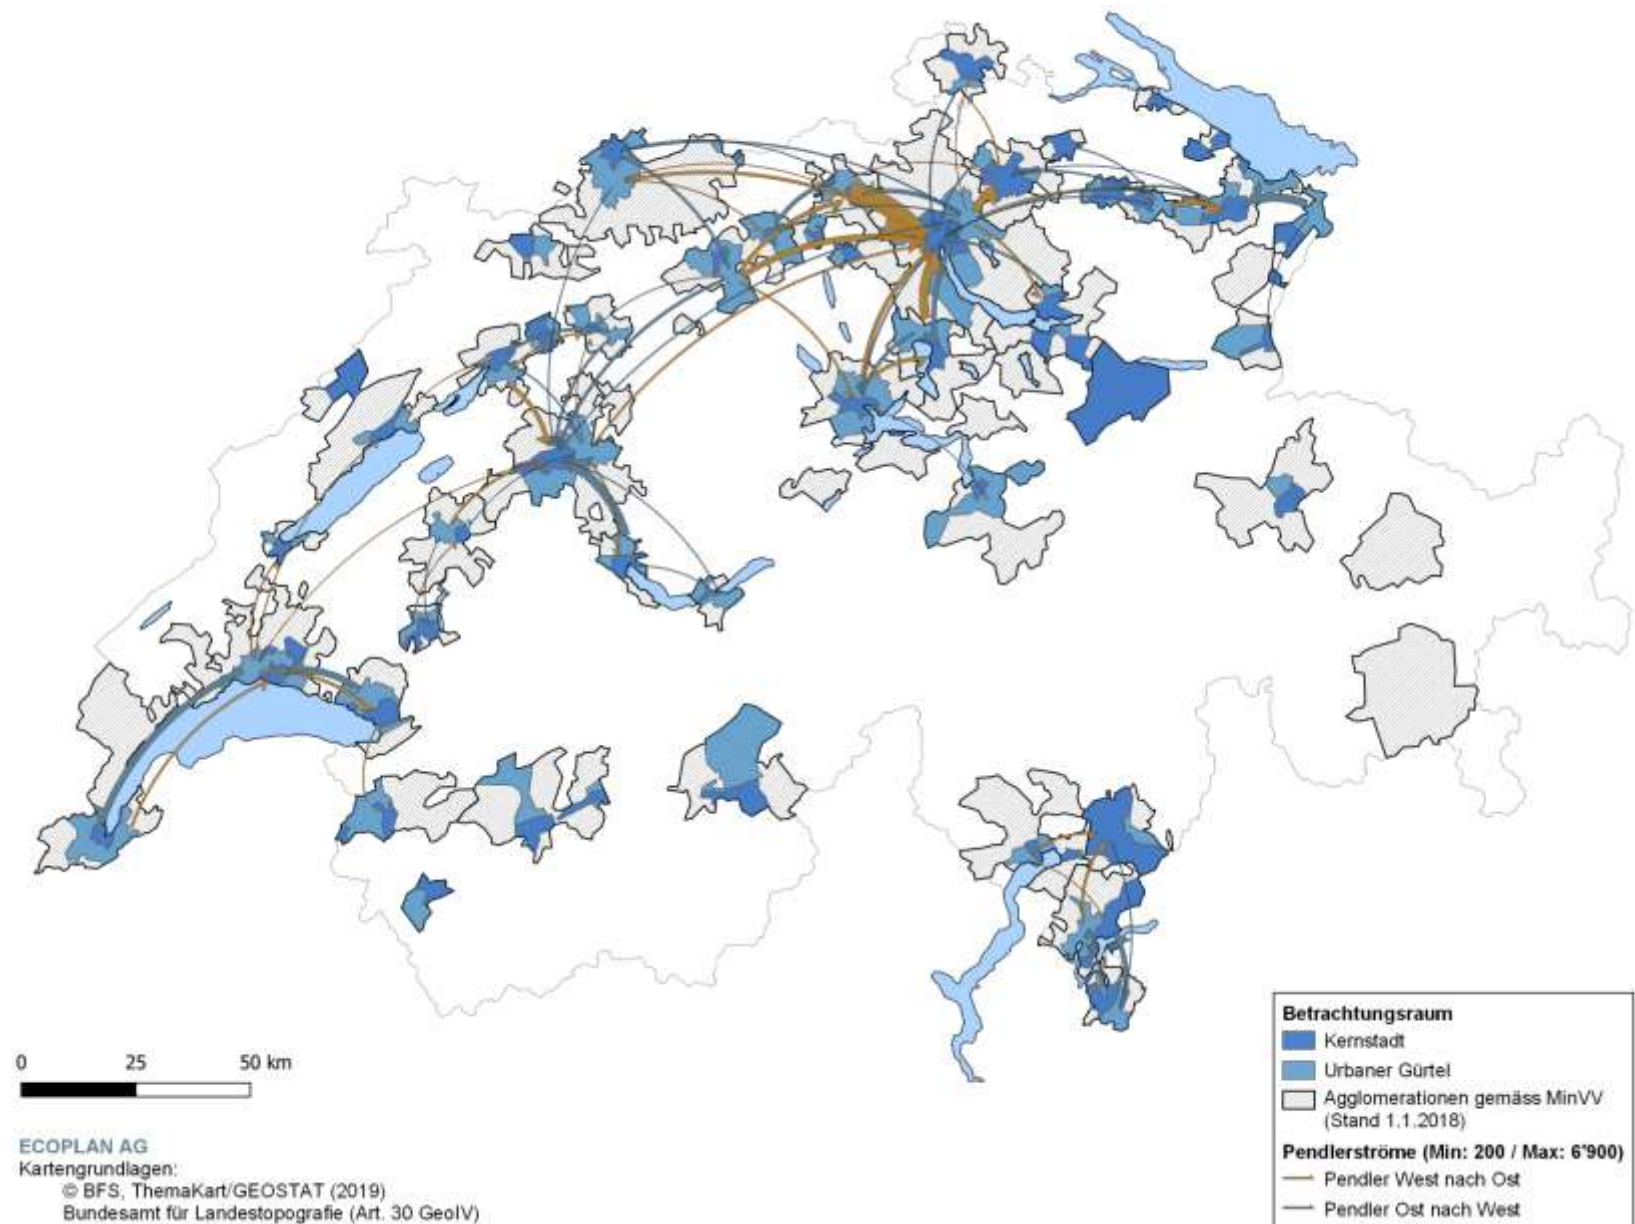 0 25 50 km
ECOPLAN AG
Kartengrundlagen:
© BFS, ThemaKart/GEOSTAT (2019)
Bundesamt für Landestopografie (Art. 30 GeoIV)
Betrachtungsraum
Kernstadt
Urbaner Gürtel
Agglomerationen gemäss MinVV
(Stand 1.1.2018)
Pendlerströme (Min: 200 / Max: 6'900)
Pendler West nach Ost
Pendler Ost nach West